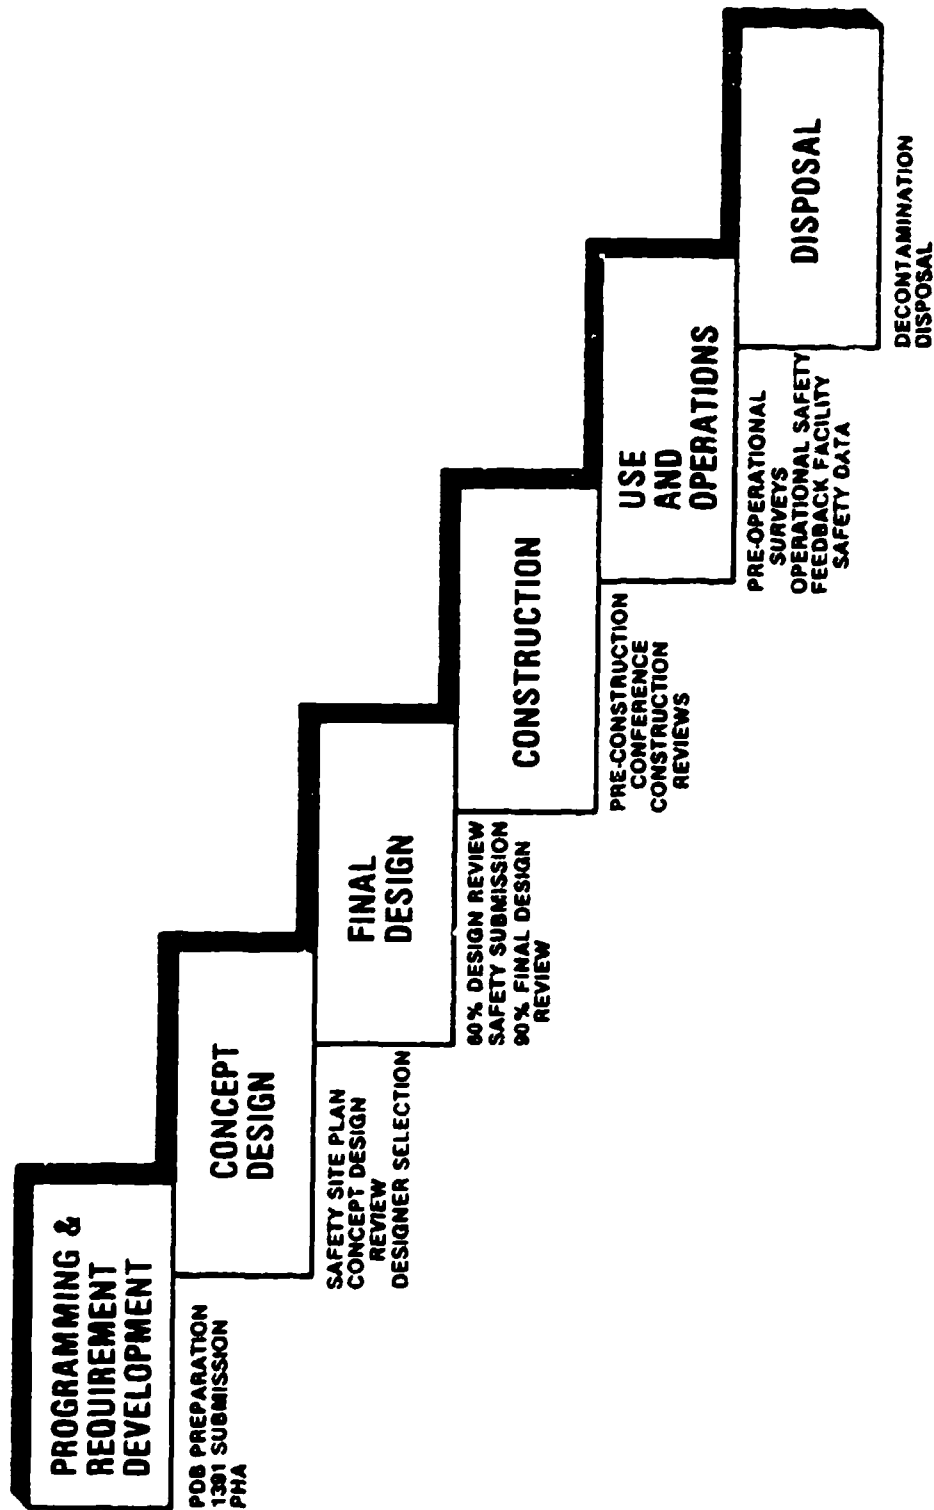 PROGRAMMING &
REQUIREMENT
DEVELOPMENT
PDB PREPARATION
1391 SUBMISSION
PHA
CONCEPT
DESIGN
SAFETY SITE PLAN
CONCEPT DESIGN
REVIEW
DESIGNER SELECTION
FINAL
DESIGN
60% DESIGN REVIEW
SAFETY SUBMISSION
90% FINAL DESIGN
REVIEW
CONSTRUCTION
PRE-CONSTRUCTION
CONFERENCE
CONSTRUCTION
REVIEWS
USE
AND
OPERATIONS
PRE-OPERATIONAL
SURVEYS
OPERATIONAL SAFETY
FEEDBACK FACILITY
SAFETY DATA
DISPOSAL
DECONTAMINATION
DISPOSAL